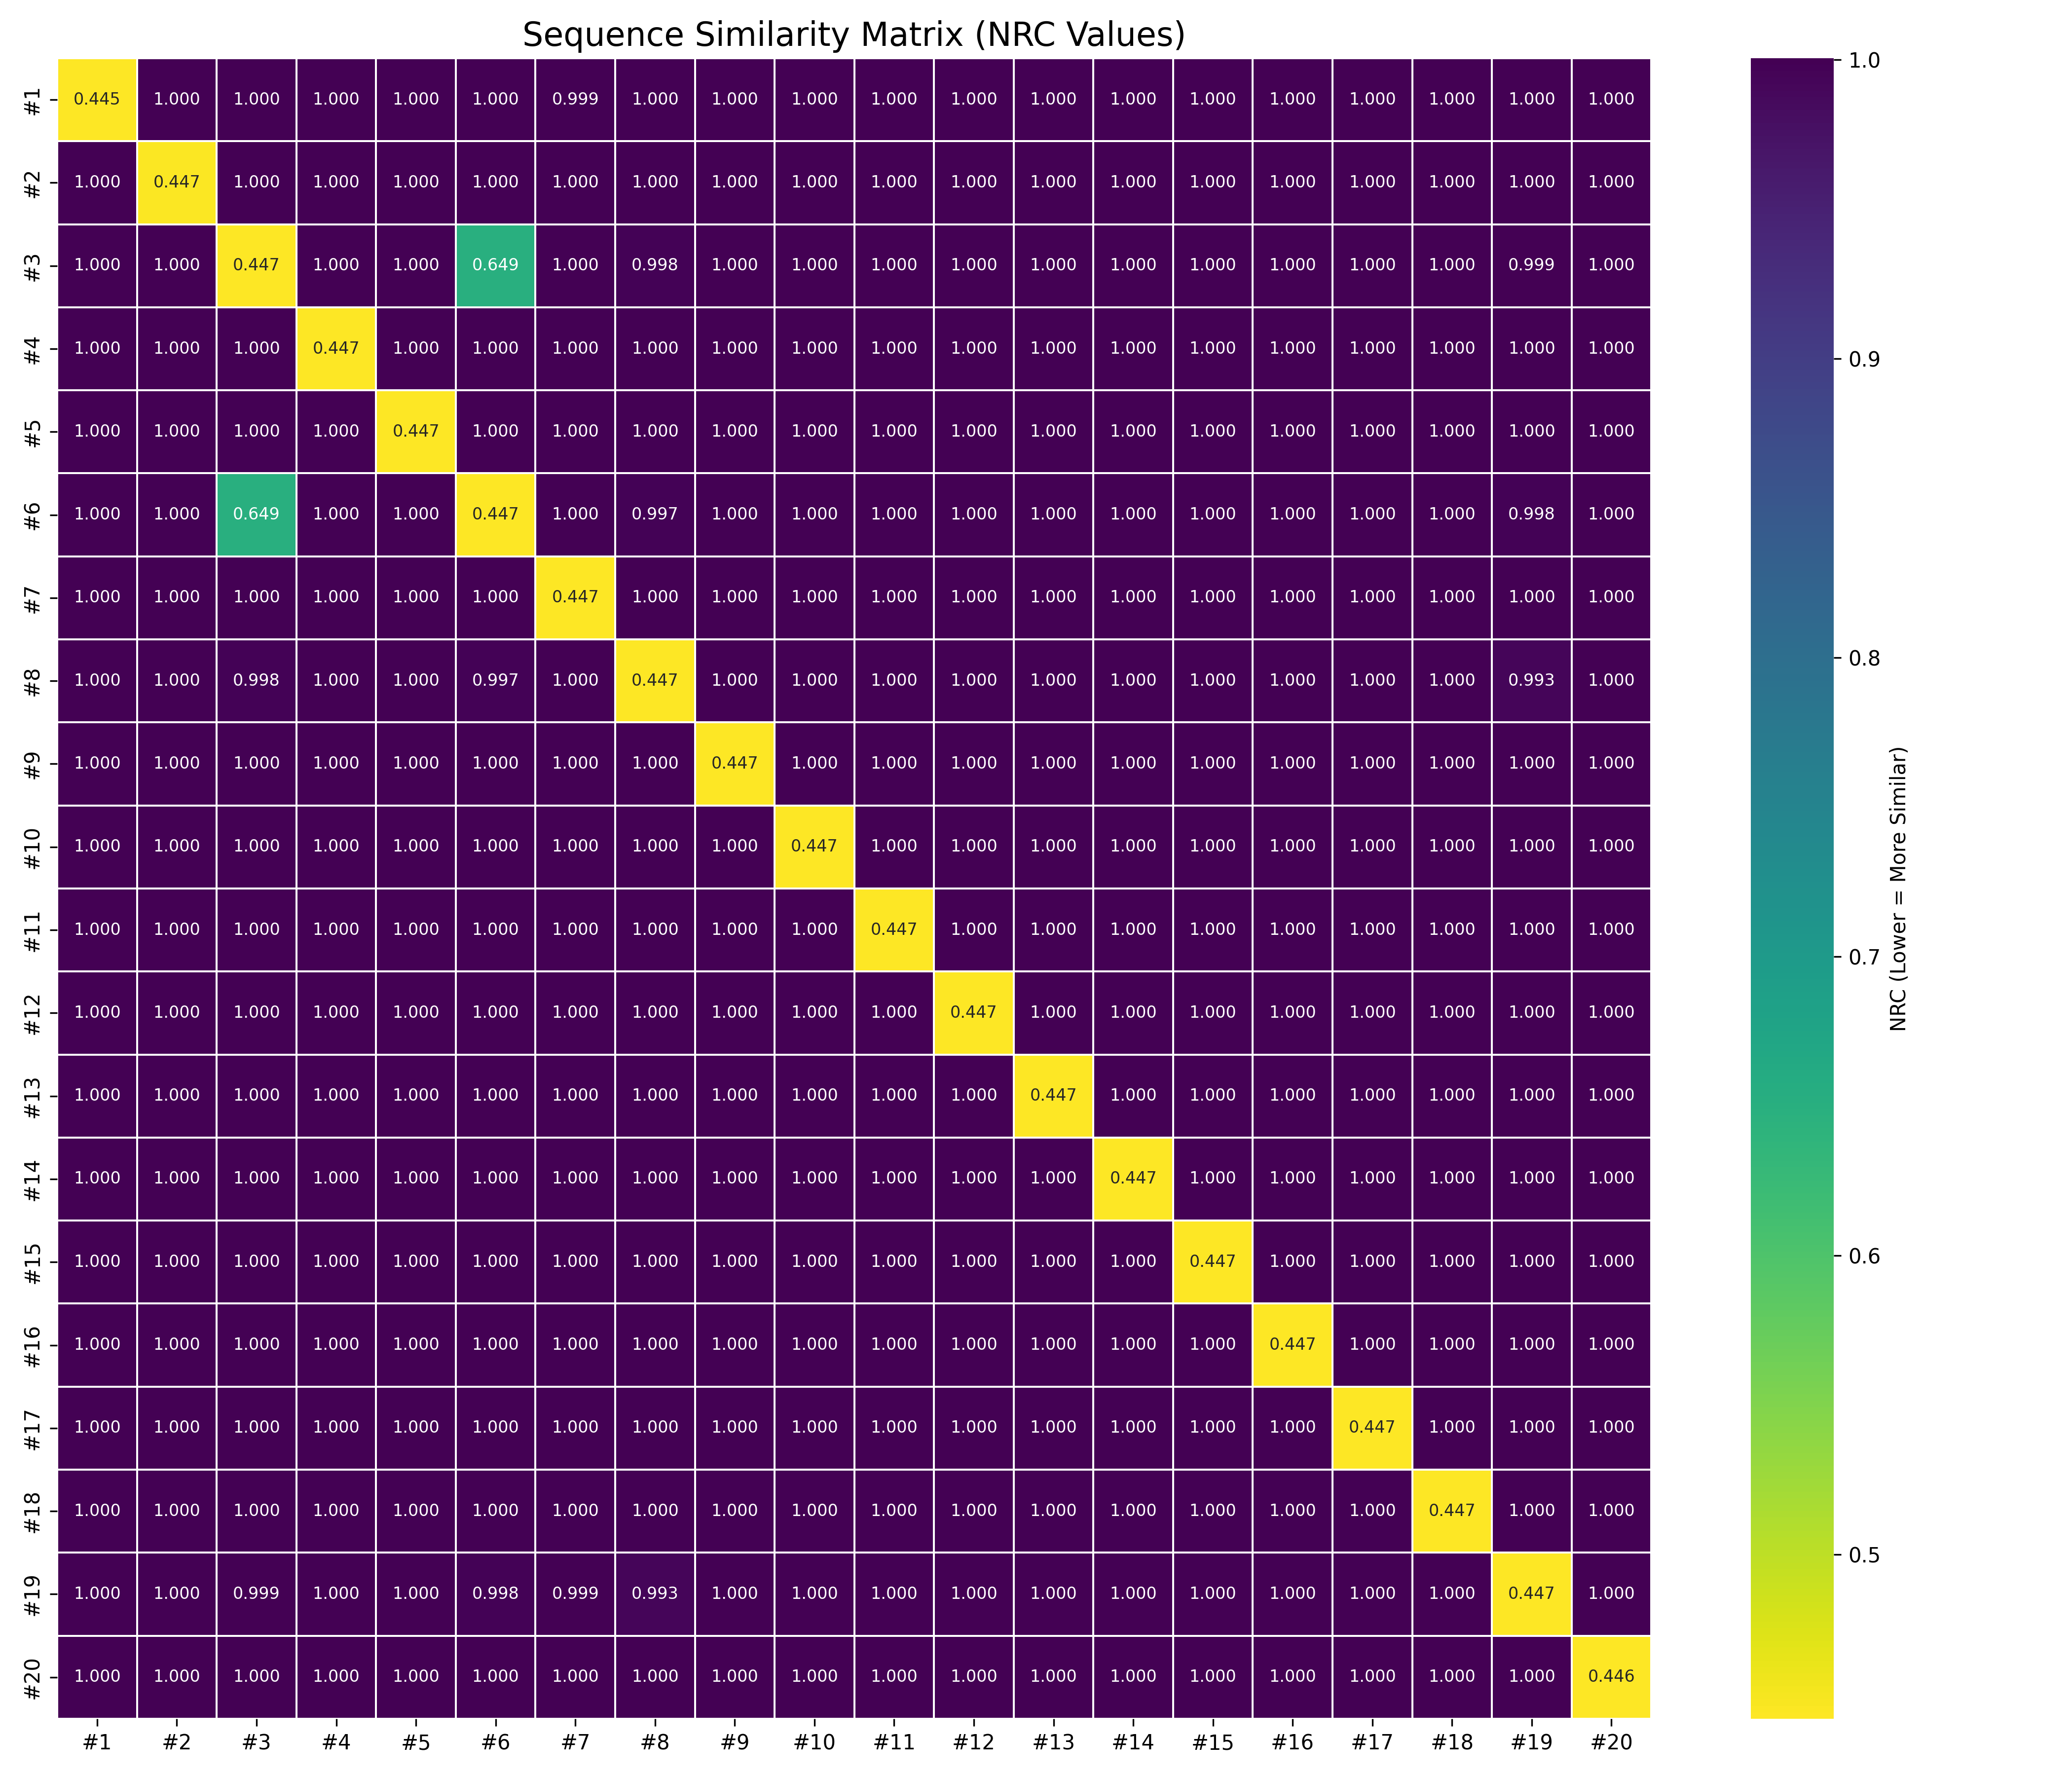 Sequence Similarity Matrix (NRC Values)
#1 0.445 1.000 1.000 1.000 1.000 1.000 0.999 1.000 1.000 1.000 1.000 1.000 1.000 1.000 1.000 1.000 1.000 1.000 1.000 1.000
#2 1.000 0.447 1.000 1.000 1.000 1.000 1.000 1.000 1.000 1.000 1.000 1.000 1.000 1.000 1.000 1.000 1.000 1.000 1.000 1.000
#3 1.000 1.000 0.447 1.000 1.000 0.649 1.000 0.998 1.000 1.000 1.000 1.000 1.000 1.000 1.000 1.000 1.000 1.000 0.999 1.000
#4 1.000 1.000 1.000 0.447 1.000 1.000 1.000 1.000 1.000 1.000 1.000 1.000 1.000 1.000 1.000 1.000 1.000 1.000 1.000 1.000
#5 1.000 1.000 1.000 1.000 0.447 1.000 1.000 1.000 1.000 1.000 1.000 1.000 1.000 1.000 1.000 1.000 1.000 1.000 1.000 1.000
#6 1.000 1.000 0.649 1.000 1.000 0.447 1.000 0.997 1.000 1.000 1.000 1.000 1.000 1.000 1.000 1.000 1.000 1.000 0.998 1.000
#7 1.000 1.000 1.000 1.000 1.000 1.000 0.447 1.000 1.000 1.000 1.000 1.000 1.000 1.000 1.000 1.000 1.000 1.000 1.000 1.000
#8 1.000 1.000 0.998 1.000 1.000 0.997 1.000 0.447 1.000 1.000 1.000 1.000 1.000 1.000 1.000 1.000 1.000 1.000 0.993 1.000
#9 1.000 1.000 1.000 1.000 1.000 1.000 1.000 1.000 0.447 1.000 1.000 1.000 1.000 1.000 1.000 1.000 1.000 1.000 1.000 1.000
#10 1.000 1.000 1.000 1.000 1.000 1.000 1.000 1.000 1.000 0.447 1.000 1.000 1.000 1.000 1.000 1.000 1.000 1.000 1.000 1.000
#11 1.000 1.000 1.000 1.000 1.000 1.000 1.000 1.000 1.000 1.000 0.447 1.000 1.000 1.000 1.000 1.000 1.000 1.000 1.000 1.000
#12 1.000 1.000 1.000 1.000 1.000 1.000 1.000 1.000 1.000 1.000 1.000 0.447 1.000 1.000 1.000 1.000 1.000 1.000 1.000 1.000
#13 1.000 1.000 1.000 1.000 1.000 1.000 1.000 1.000 1.000 1.000 1.000 1.000 0.447 1.000 1.000 1.000 1.000 1.000 1.000 1.000
#14 1.000 1.000 1.000 1.000 1.000 1.000 1.000 1.000 1.000 1.000 1.000 1.000 1.000 0.447 1.000 1.000 1.000 1.000 1.000 1.000
#15 1.000 1.000 1.000 1.000 1.000 1.000 1.000 1.000 1.000 1.000 1.000 1.000 1.000 1.000 0.447 1.000 1.000 1.000 1.000 1.000
#16 1.000 1.000 1.000 1.000 1.000 1.000 1.000 1.000 1.000 1.000 1.000 1.000 1.000 1.000 1.000 0.447 1.000 1.000 1.000 1.000
#17 1.000 1.000 1.000 1.000 1.000 1.000 1.000 1.000 1.000 1.000 1.000 1.000 1.000 1.000 1.000 1.000 0.447 1.000 1.000 1.000
#18 1.000 1.000 1.000 1.000 1.000 1.000 1.000 1.000 1.000 1.000 1.000 1.000 1.000 1.000 1.000 1.000 1.000 0.447 1.000 1.000
#19 1.000 1.000 0.999 1.000 1.000 0.998 0.999 0.993 1.000 1.000 1.000 1.000 1.000 1.000 1.000 1.000 1.000 1.000 0.447 1.000
#20 1.000 1.000 1.000 1.000 1.000 1.000 1.000 1.000 1.000 1.000 1.000 1.000 1.000 1.000 1.000 1.000 1.000 1.000 1.000 0.446
#1 #2 #3 #4 #5 #6 #7 #8 #9 #10 #11 #12 #13 #14 #15 #16 #17 #18 #19 #20
1.0
0.9
0.8
0.7
0.6
0.5
NRC (Lower = More Similar)